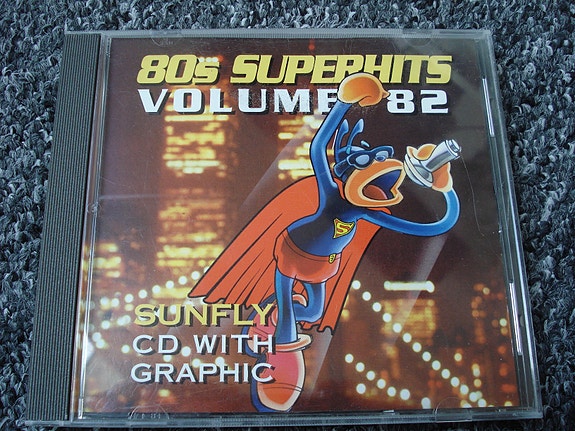 80s SUPERHITS
VOLUME 82
S
SUNFLY
CD WITH
GRAPHIC